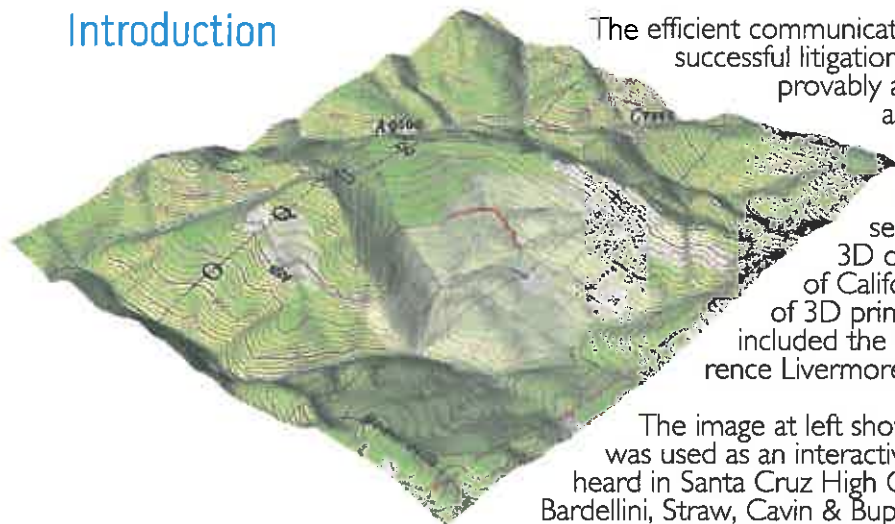 Introduction
The efficient communicat
successful litigation
provably a
a
se
3D c
of Califo
of 3D prin
included the
rence Livermore
The image at left shov
was used as an interactiv
heard in Santa Cruz High C
Bardellini, Straw, Cavin & Bup